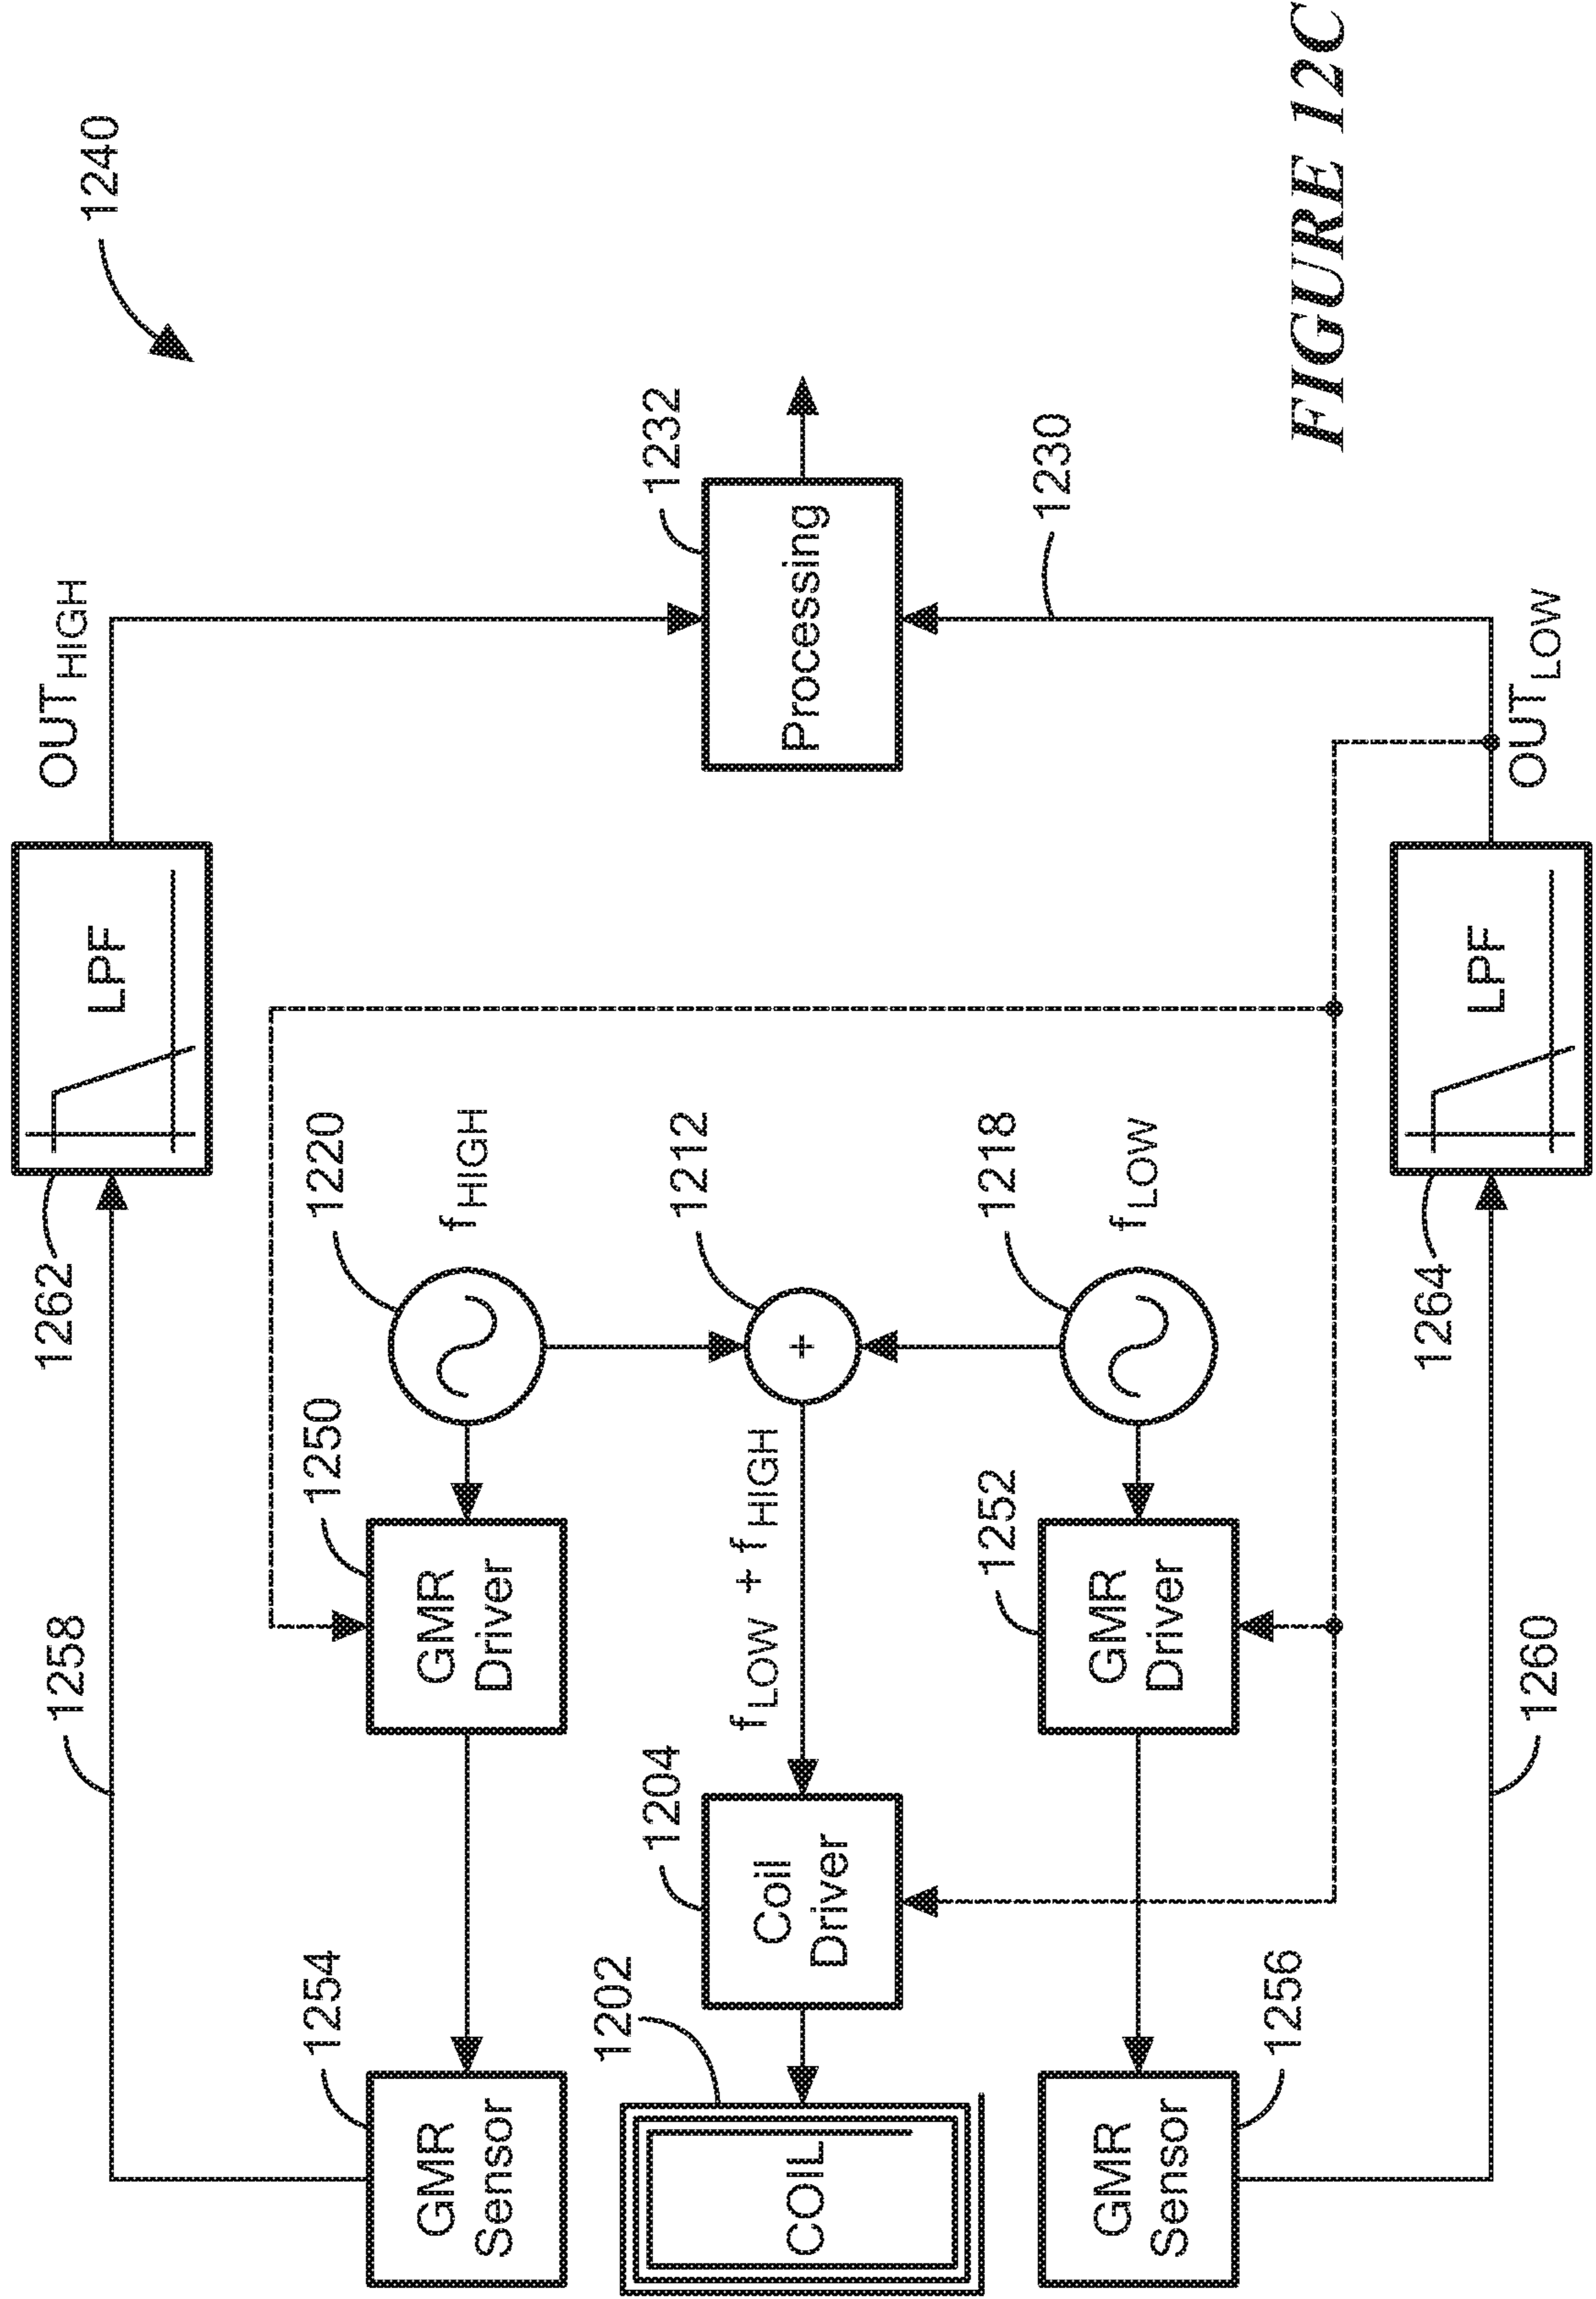 1240
1258
1262
LPF
OUT HIGH
1254
GMR
Sensor
1250
GMR
Driver
1220
f HIGH
1202
COIL
1204
Coil
Driver
f LOW + f HIGH
1212
+
1232
Processing
1256
GMR
Sensor
1252
GMR
Driver
1218
f LOW
1230
1260
1264
LPF
OUT LOW
FIGURE 12C